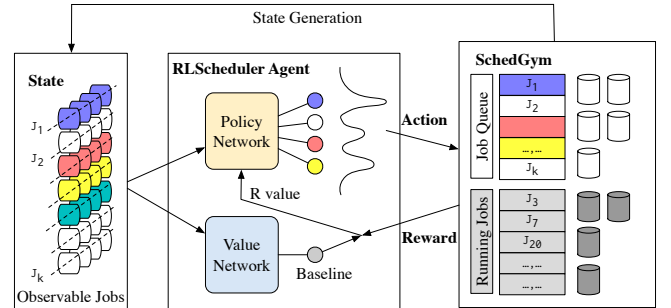 State Generation
State
J1
J2
Jk
Observable Jobs
RLScheduler Agent
Policy
Network
R value
Value
Network
Baseline
Action
Reward
SchedGym
Job Queue
J1
J2
...,...
Jk
Running Jobs
J3
J7
J20
...,...
...,...